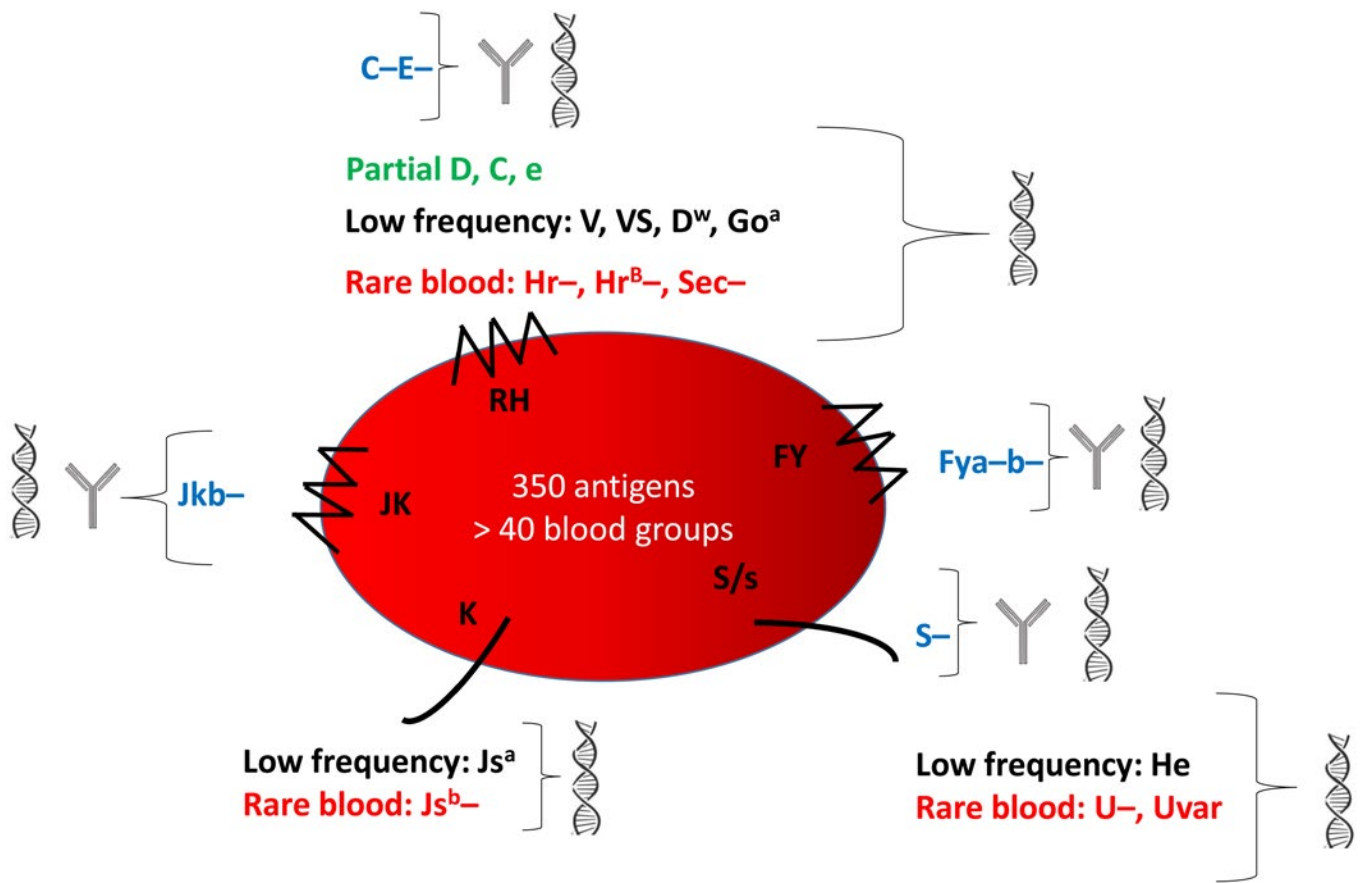 C–E–
Partial D, C, e
Low frequency: V, VS, Dʷ, Goᵃ
Rare blood: Hr–, Hrᴮ–, Sec–
RH
FY
Fya–b–
Jkb–
JK
350 antigens
> 40 blood groups
S/s
K
S–
Low frequency: Jsᵃ
Rare blood: Jsᵇ–
Low frequency: He
Rare blood: U–, Uvar